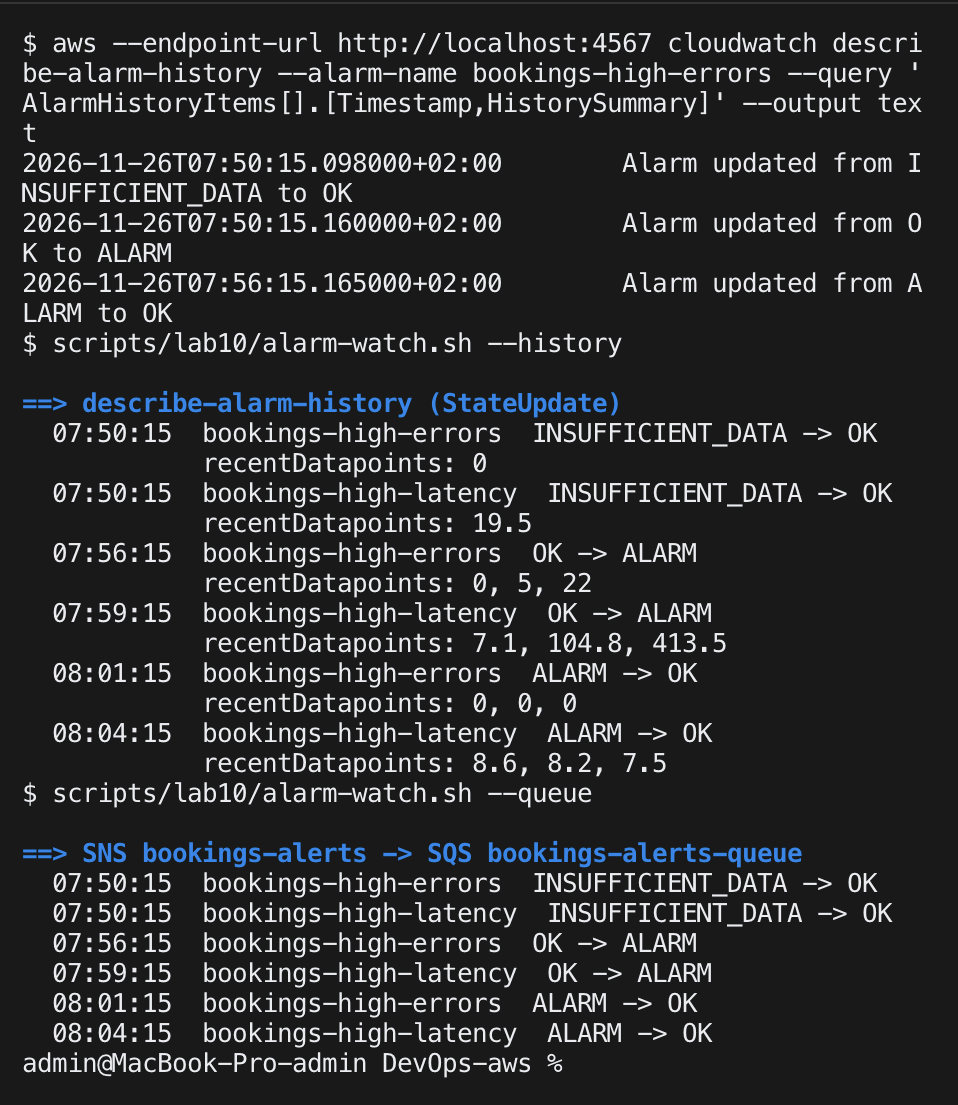 $ aws --endpoint-url http://localhost:4567 cloudwatch descri
be-alarm-history --alarm-name bookings-high-errors --query '
AlarmHistoryItems[].[Timestamp,HistorySummary]' --output tex
t
2026-11-26T07:50:15.098000+02:00        Alarm updated from I
NSUFFICIENT_DATA to OK
2026-11-26T07:50:15.160000+02:00        Alarm updated from O
K to ALARM
2026-11-26T07:56:15.165000+02:00        Alarm updated from A
LARM to OK
$ scripts/lab10/alarm-watch.sh --history

==> describe-alarm-history (StateUpdate)
  07:50:15  bookings-high-errors  INSUFFICIENT_DATA -> OK
            recentDatapoints: 0
  07:50:15  bookings-high-latency  INSUFFICIENT_DATA -> OK
            recentDatapoints: 19.5
  07:56:15  bookings-high-errors  OK -> ALARM
            recentDatapoints: 0, 5, 22
  07:59:15  bookings-high-latency  OK -> ALARM
            recentDatapoints: 7.1, 104.8, 413.5
  08:01:15  bookings-high-errors  ALARM -> OK
            recentDatapoints: 0, 0, 0
  08:04:15  bookings-high-latency  ALARM -> OK
            recentDatapoints: 8.6, 8.2, 7.5
$ scripts/lab10/alarm-watch.sh --queue

==> SNS bookings-alerts -> SQS bookings-alerts-queue
  07:50:15  bookings-high-errors  INSUFFICIENT_DATA -> OK
  07:50:15  bookings-high-latency  INSUFFICIENT_DATA -> OK
  07:56:15  bookings-high-errors  OK -> ALARM
  07:59:15  bookings-high-latency  OK -> ALARM
  08:01:15  bookings-high-errors  ALARM -> OK
  08:04:15  bookings-high-latency  ALARM -> OK
admin@MacBook-Pro-admin DevOps-aws %